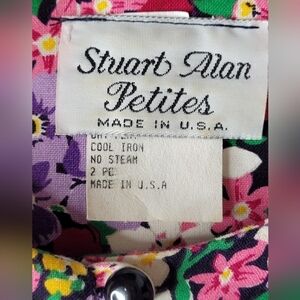 Stuart Alan
Petites
MADE IN U.S.A.
COOL IRON
NO STEAM
2 PC
MADE IN U.S.A